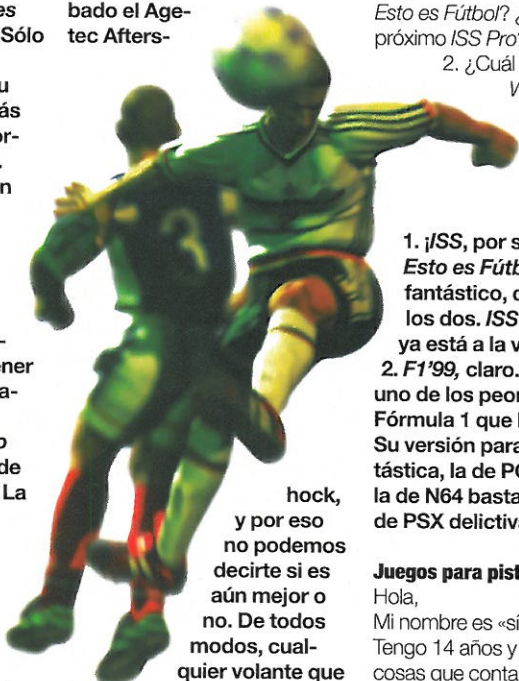 es
Sólo
u
ás
or-
n
-
ener
a-
o
de
La
bado el Age-
tec Afters-
3
hock,
y por eso
no podemos
decirte si es
aún mejor o
no. De todos
modos, cual-
quier volante que
Esto es Fútbol? ¿
próximo ISS Pro?
2. ¿Cuál
1. ¡ISS, por s
Esto es Fútb
fantástico, c
los dos. ISS
ya está a la v
2. F1'99, claro.
uno de los peor
Fórmula 1 que h
Su versión para
tástica, la de PC
la de N64 basta
de PSX delictiva
Juegos para pist
Hola,
Mi nombre es «sí
Tengo 14 años y
cosas que conta